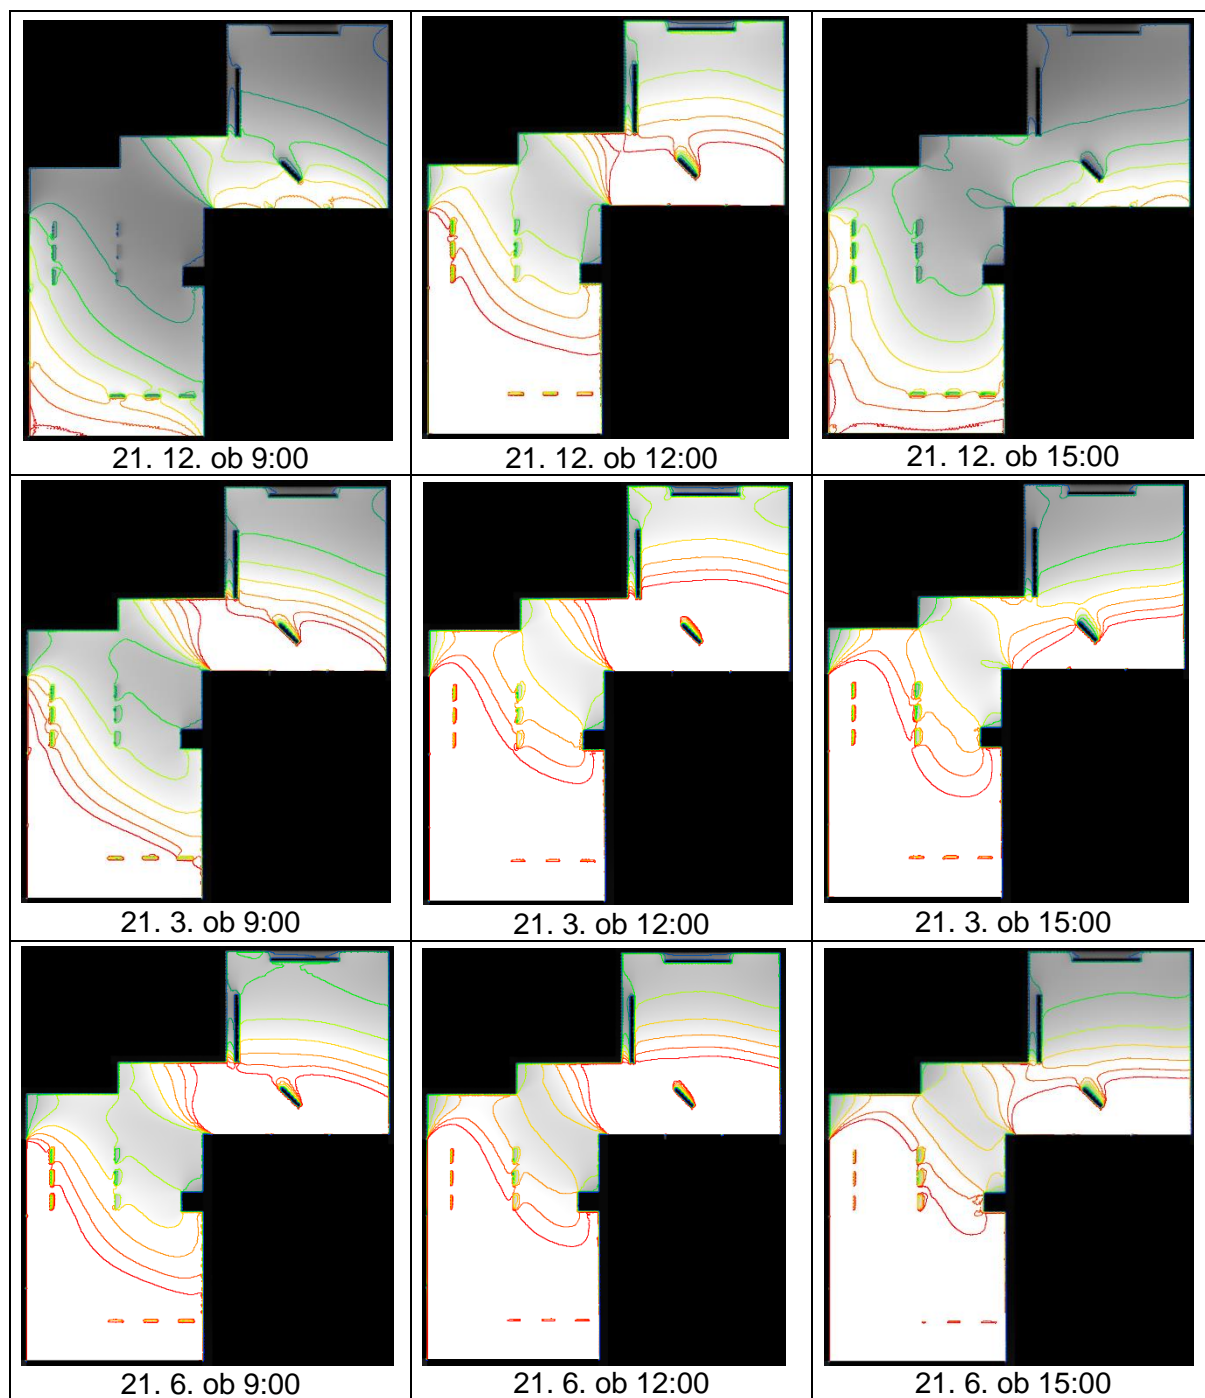 21. 12. ob 9:00
21. 12. ob 12:00
21. 12. ob 15:00
21. 3. ob 9:00
21. 3. ob 12:00
21. 3. ob 15:00
21. 6. ob 9:00
21. 6. ob 12:00
21. 6. ob 15:00